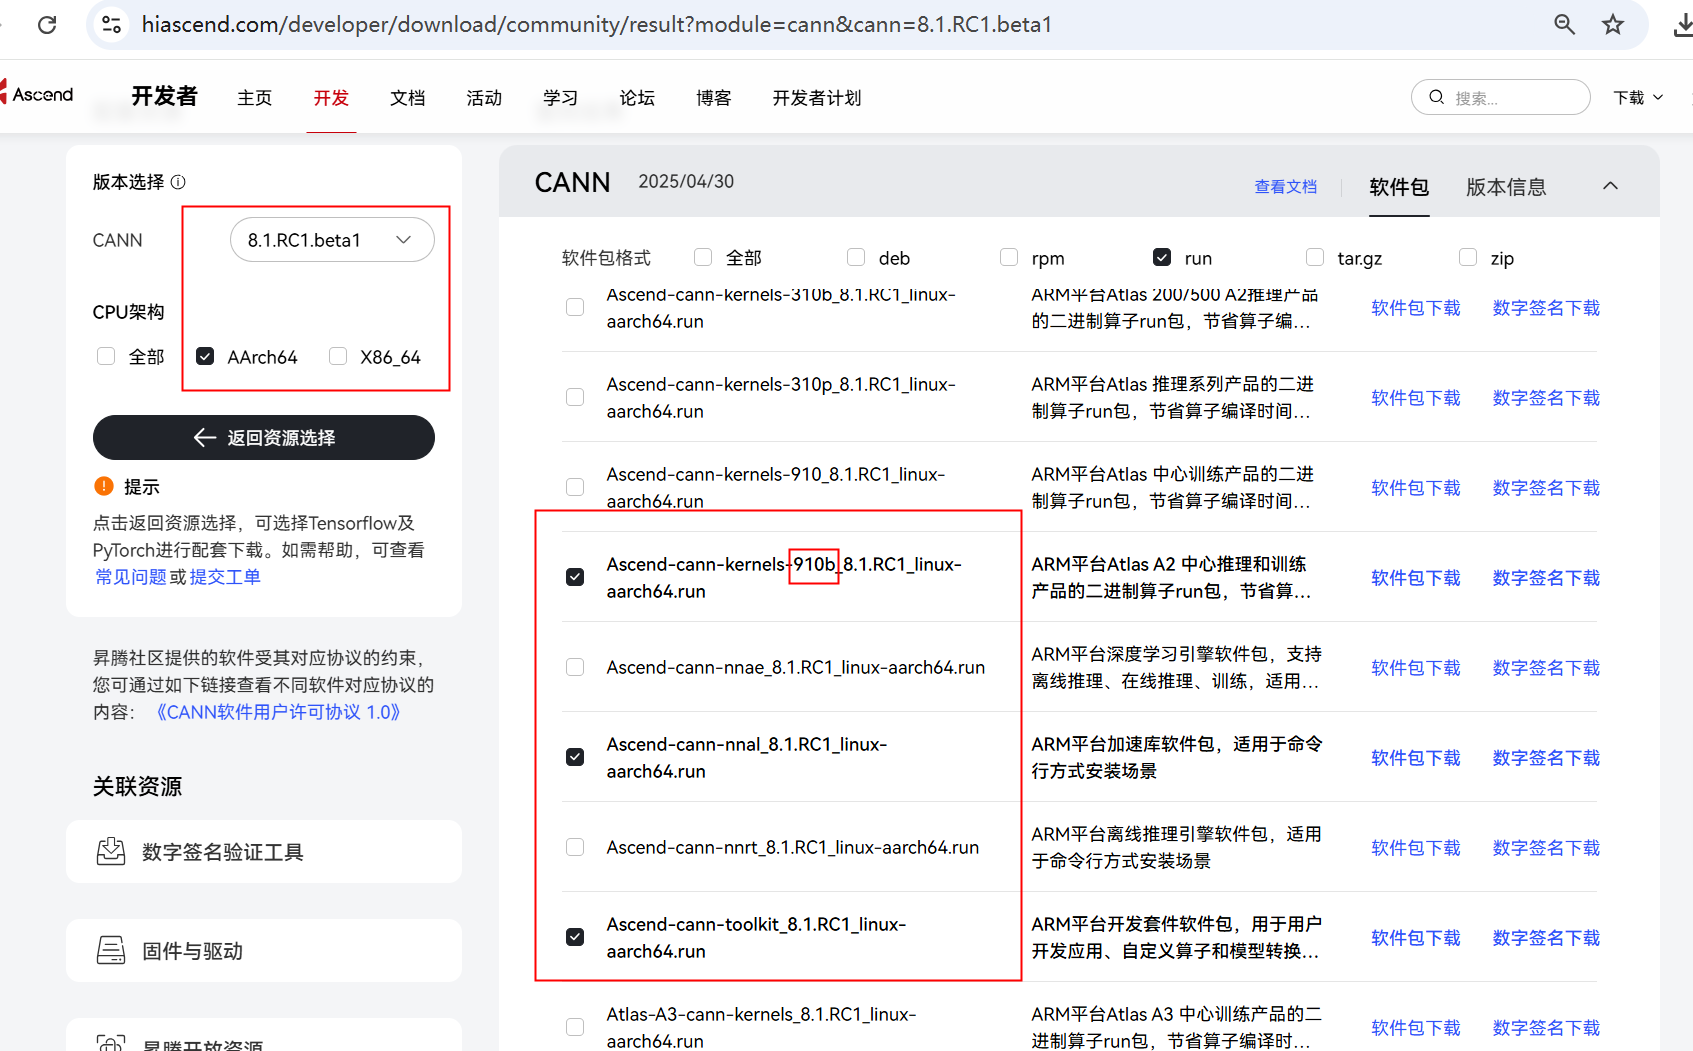 hiascend.com/developer/download/community/result?module=cann&cann=8.1.RC1.beta1
Ascend
开发者
主页
开发
文档
活动
学习
论坛
博客
开发者计划
搜索...
下载
版本选择
CANN
8.1.RC1.beta1
CPU架构
全部
AArch64
X86_64
返回资源选择
提示
点击返回资源选择，可选择Tensorflow及
PyTorch进行配套下载。如需帮助，可查看
常见问题或提交工单
昇腾社区提供的软件受其对应协议的约束，
您可通过如下链接查看不同软件对应协议的
内容：《CANN软件用户许可协议 1.0》
关联资源
数字签名验证工具
固件与驱动
昇腾开放资源
CANN
2025/04/30
查看文档
软件包
版本信息
软件包格式
全部
deb
rpm
run
tar.gz
zip
Ascend-cann-kernels-310b_8.1.RC1_linux-
aarch64.run
ARM平台Atlas 200/500 A2推理产品
的二进制算子run包，节省算子编...
软件包下载
数字签名下载
Ascend-cann-kernels-310p_8.1.RC1_linux-
aarch64.run
ARM平台Atlas 推理系列产品的二进
制算子run包，节省算子编译时间...
软件包下载
数字签名下载
Ascend-cann-kernels-910_8.1.RC1_linux-
aarch64.run
ARM平台Atlas 中心训练产品的二进
制算子run包，节省算子编译时间...
软件包下载
数字签名下载
Ascend-cann-kernels-910b_8.1.RC1_linux-
aarch64.run
ARM平台Atlas A2 中心推理和训练
产品的二进制算子run包，节省算...
软件包下载
数字签名下载
Ascend-cann-nnae_8.1.RC1_linux-aarch64.run
ARM平台深度学习引擎软件包，支持
离线推理、在线推理、训练，适用...
软件包下载
数字签名下载
Ascend-cann-nnal_8.1.RC1_linux-
aarch64.run
ARM平台加速库软件包，适用于命令
行方式安装场景
软件包下载
数字签名下载
Ascend-cann-nnrt_8.1.RC1_linux-aarch64.run
ARM平台离线推理引擎软件包，适用
于命令行方式安装场景
软件包下载
数字签名下载
Ascend-cann-toolkit_8.1.RC1_linux-
aarch64.run
ARM平台开发套件软件包，用于用户
开发应用、自定义算子和模型转换...
软件包下载
数字签名下载
Atlas-A3-cann-kernels_8.1.RC1_linux-
aarch64.run
ARM平台Atlas A3 中心训练产品的二
进制算子run包，节省算子编译时...
软件包下载
数字签名下载